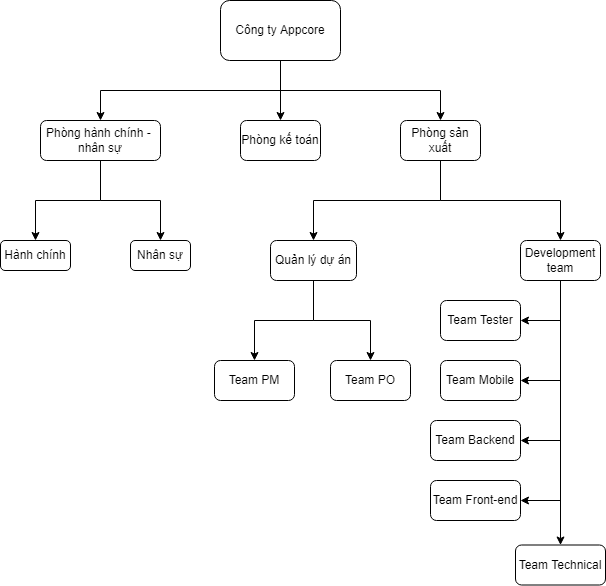 Công ty Appcore
Phòng hành chính -
nhân sự
Phòng kế toán
Phòng sản
xuất
Hành chính
Nhân sự
Quản lý dự án
Development
team
Team Tester
Team PM
Team PO
Team Mobile
Team Backend
Team Front-end
Team Technical